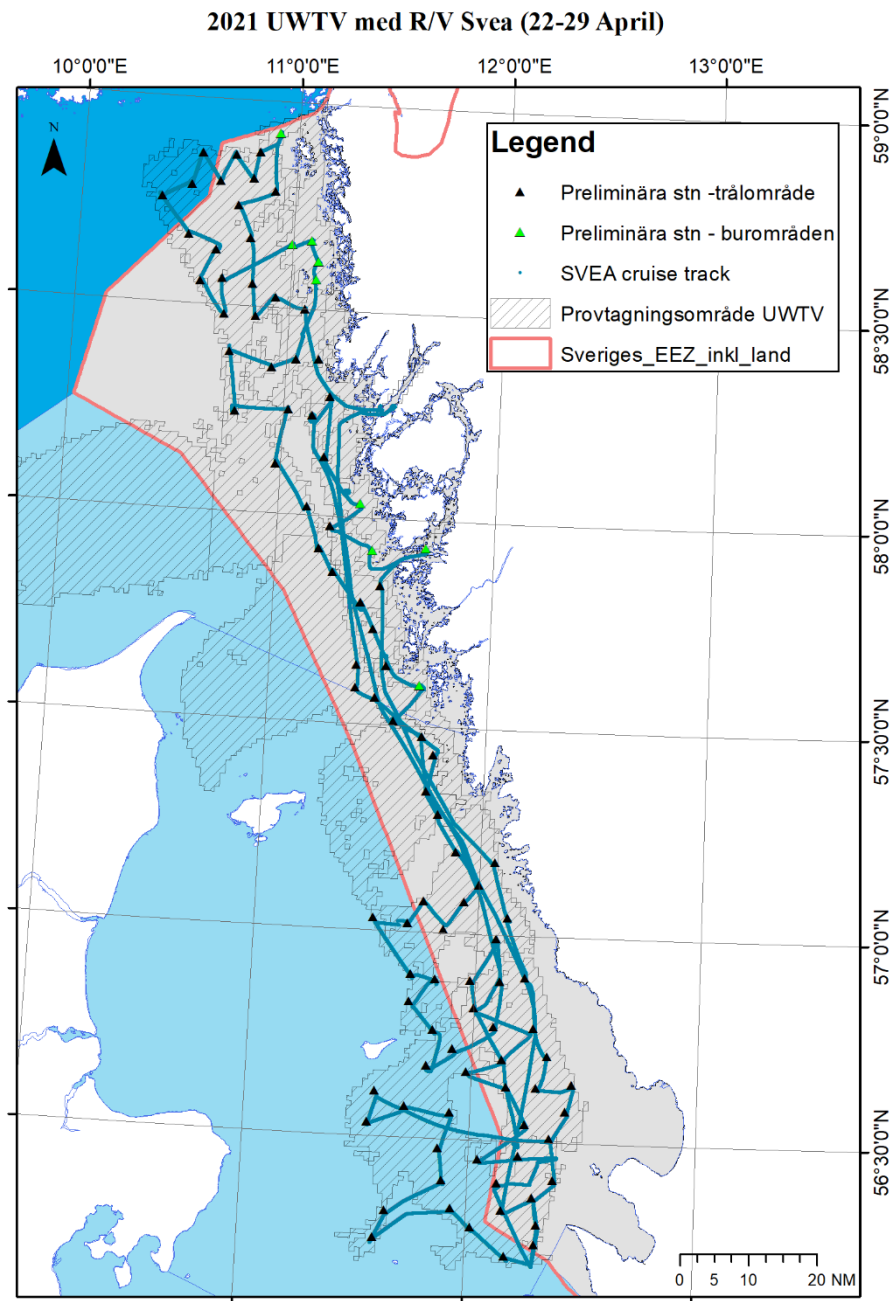 2021 UWTV med R/V Svea (22-29 April)
10°0'0"E
11°0'0"E
12°0'0"E
13°0'0"E
N
Legend
Preliminära stn -trålområde
Preliminära stn - burområden
SVEA cruise track
Provtagningsområde UWTV
Sveriges_EEZ_inkl_land
59°0'0"N
58°30'0"N
58°0'0"N
57°30'0"N
57°0'0"N
56°30'0"N
0 5 10 20 NM